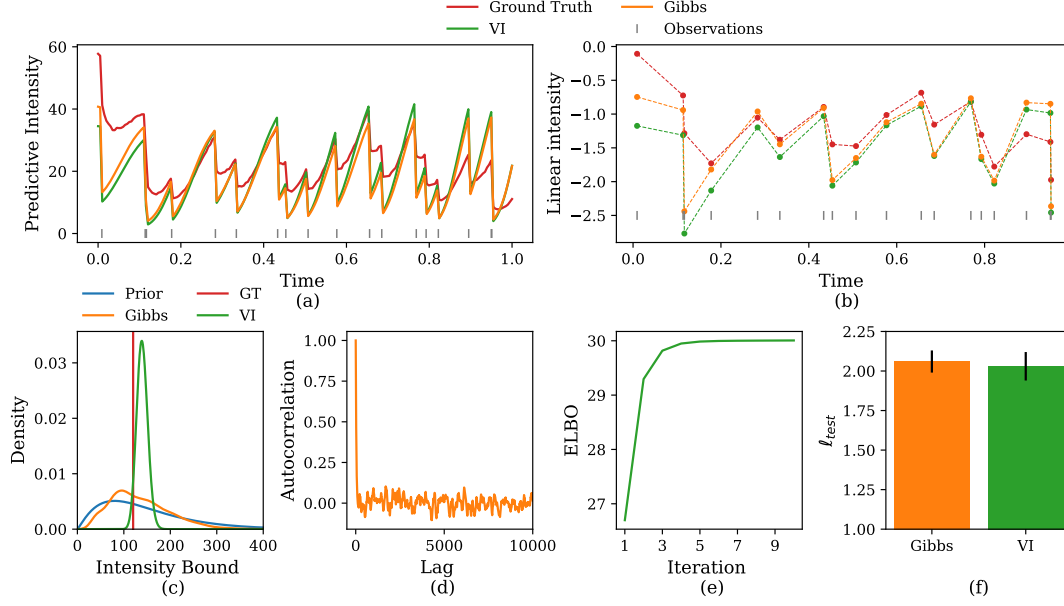 Ground Truth
VI
Gibbs
Observations
Predictive Intensity
60
40
20
0
0.0
0.2
0.4
0.6
0.8
1.0
Time
(a)
Linear intensity
0.0
−0.5
−1.0
−1.5
−2.0
−2.5
0.0
0.2
0.4
0.6
0.8
Time
(b)
Prior
Gibbs
GT
VI
Density
0.03
0.02
0.01
0.00
0
100
200
300
400
Intensity Bound
(c)
Autocorrelation
1.00
0.75
0.50
0.25
0.00
0
5000
10000
Lag
(d)
ELBO
30
29
28
27
1
3
5
7
9
Iteration
(e)
ℓtest
2.25
2.00
1.75
1.50
1.25
1.00
Gibbs
VI
(f)